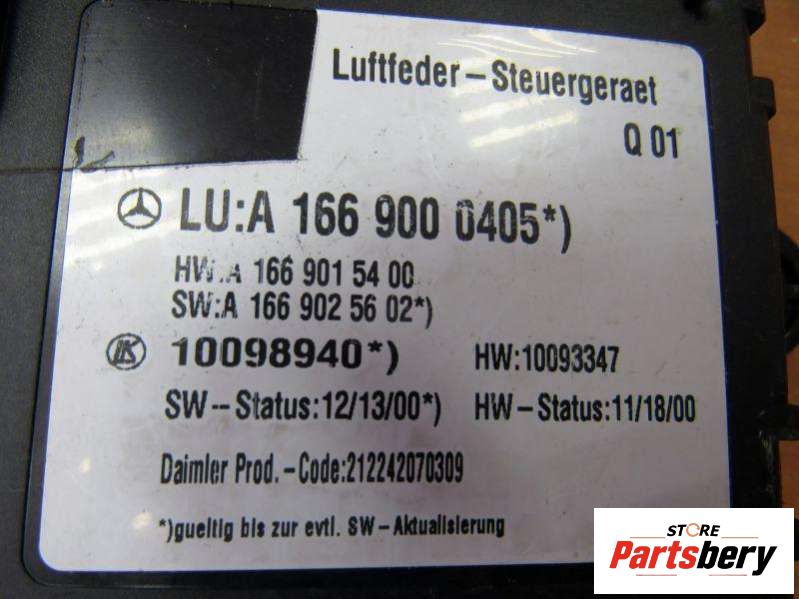 Luftfeder-Steuergeraet
Q 01
LU:A 166 900 0405*)
HW:A 166 901 54 00
SW:A 166 902 56 02*)
LK 10098940*) HW:10093347
SW--Status:12/13/00*) HW-Status:11/18/00
Daimler Prod.-Code:212242070309
*)gueltig bis zur evtl. SW-Aktualisierung
STORE
Partsbery